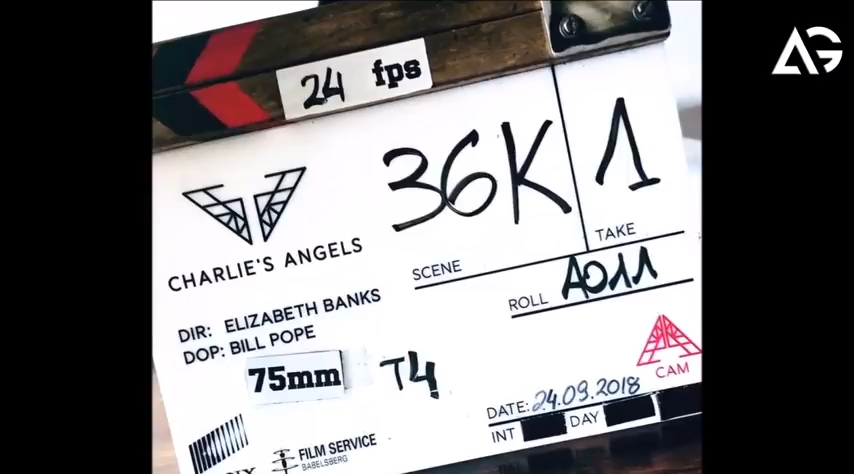 AG
24 fps
36K 1
SCENE TAKE
CHARLIE'S ANGELS
ROLL A011
DIR: ELIZABETH BANKS
DOP: BILL POPE
75mm T4
CAM
DATE: 24.09.2018
INT DAY
FILM SERVICE
BABELSBERG